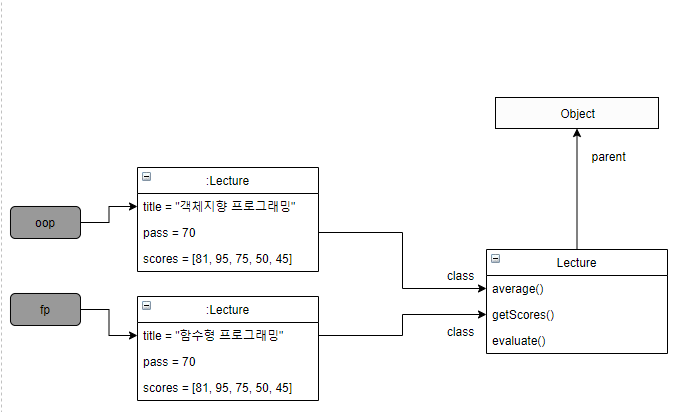 Object
parent
:Lecture
oop
title = "객체지향 프로그래밍"
pass = 70
scores = [81, 95, 75, 50, 45]
class
Lecture
average()
getScores()
evaluate()
class
:Lecture
fp
title = "함수형 프로그래밍"
pass = 70
scores = [81, 95, 75, 50, 45]